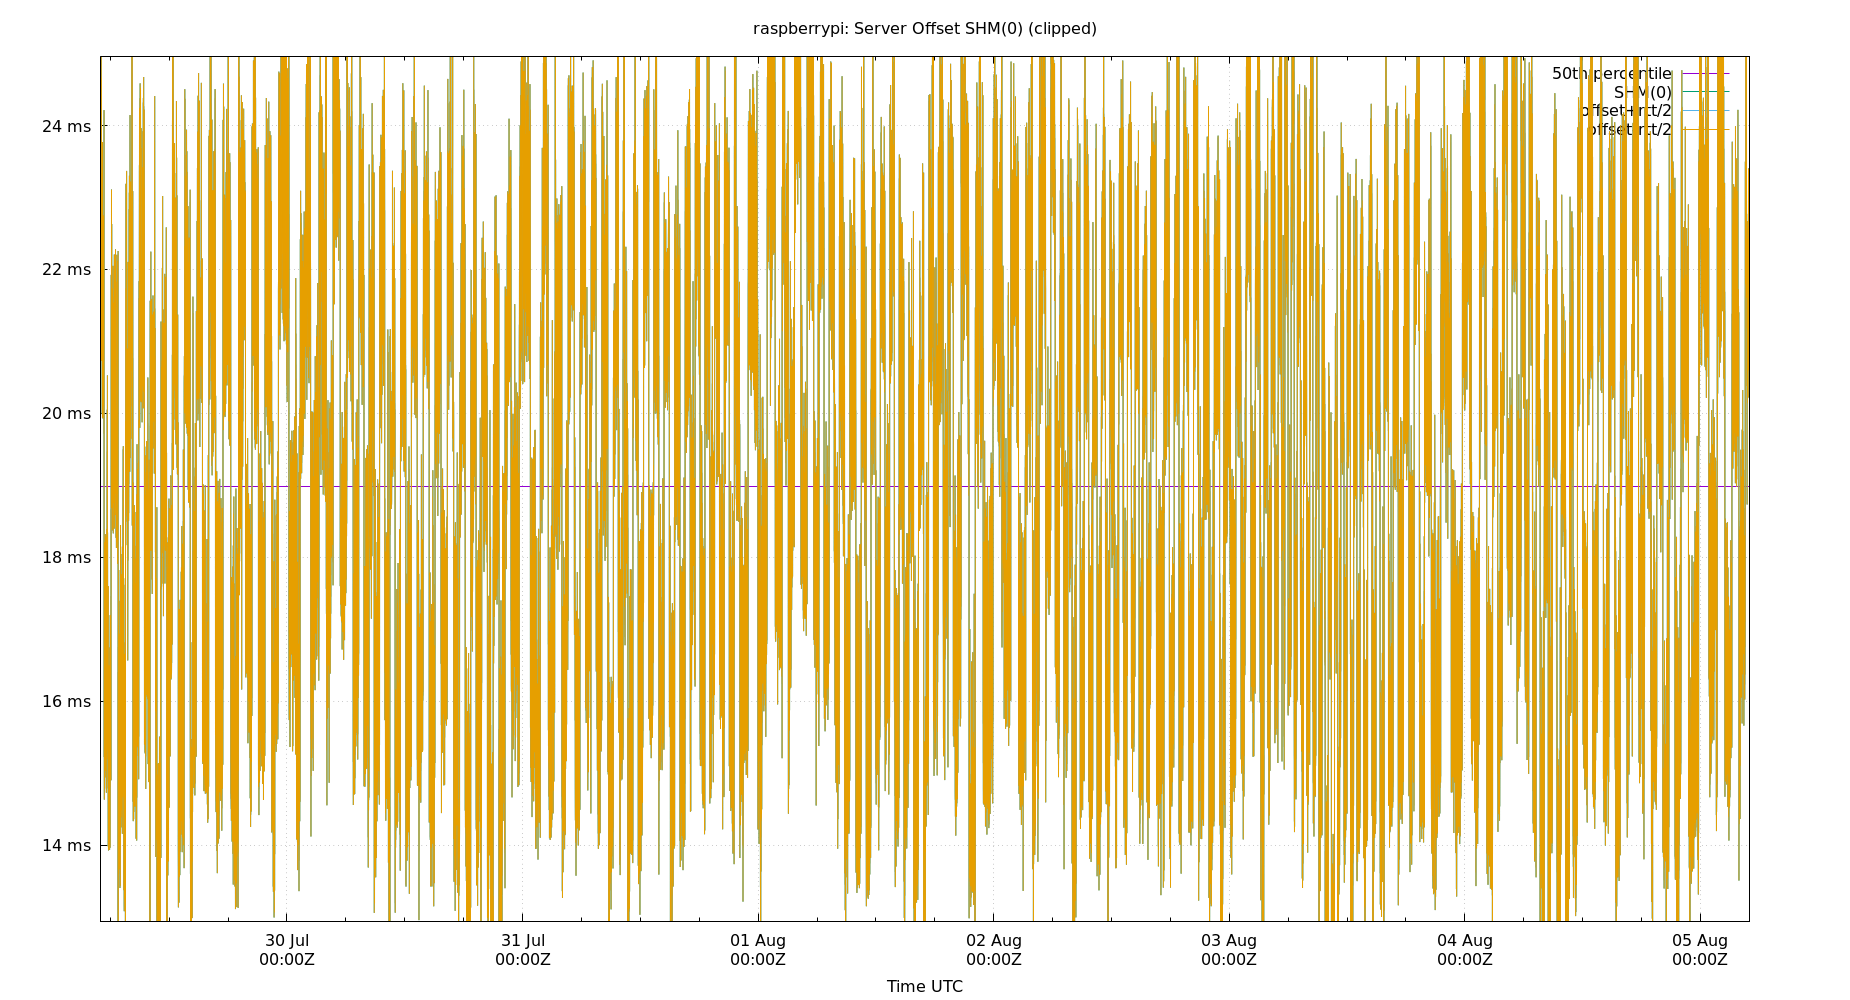 raspberrypi: Server Offset SHM(0) (clipped)
50th percentile
SHM(0)
offset+rtt/2
offset-rtt/2
24 ms
22 ms
20 ms
18 ms
16 ms
14 ms
30 Jul 31 Jul 01 Aug 02 Aug 03 Aug 04 Aug 05 Aug
00:00Z 00:00Z 00:00Z 00:00Z 00:00Z 00:00Z 00:00Z
Time UTC